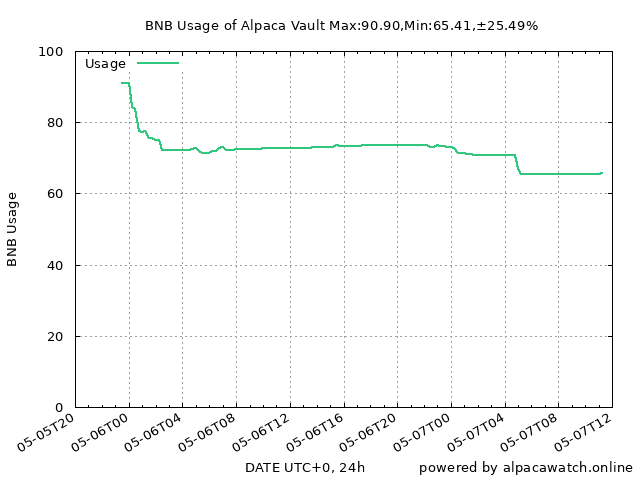 BNB Usage of Alpaca Vault Max:90.90,Min:65.41,±25.49%
Usage
100
80
60
40
20
0
BNB Usage
05-05T20
05-06T00
05-06T04
05-06T08
05-06T12
05-06T16
05-06T20
05-07T00
05-07T04
05-07T08
05-07T12
DATE UTC+0, 24h
powered by alpacawatch.online